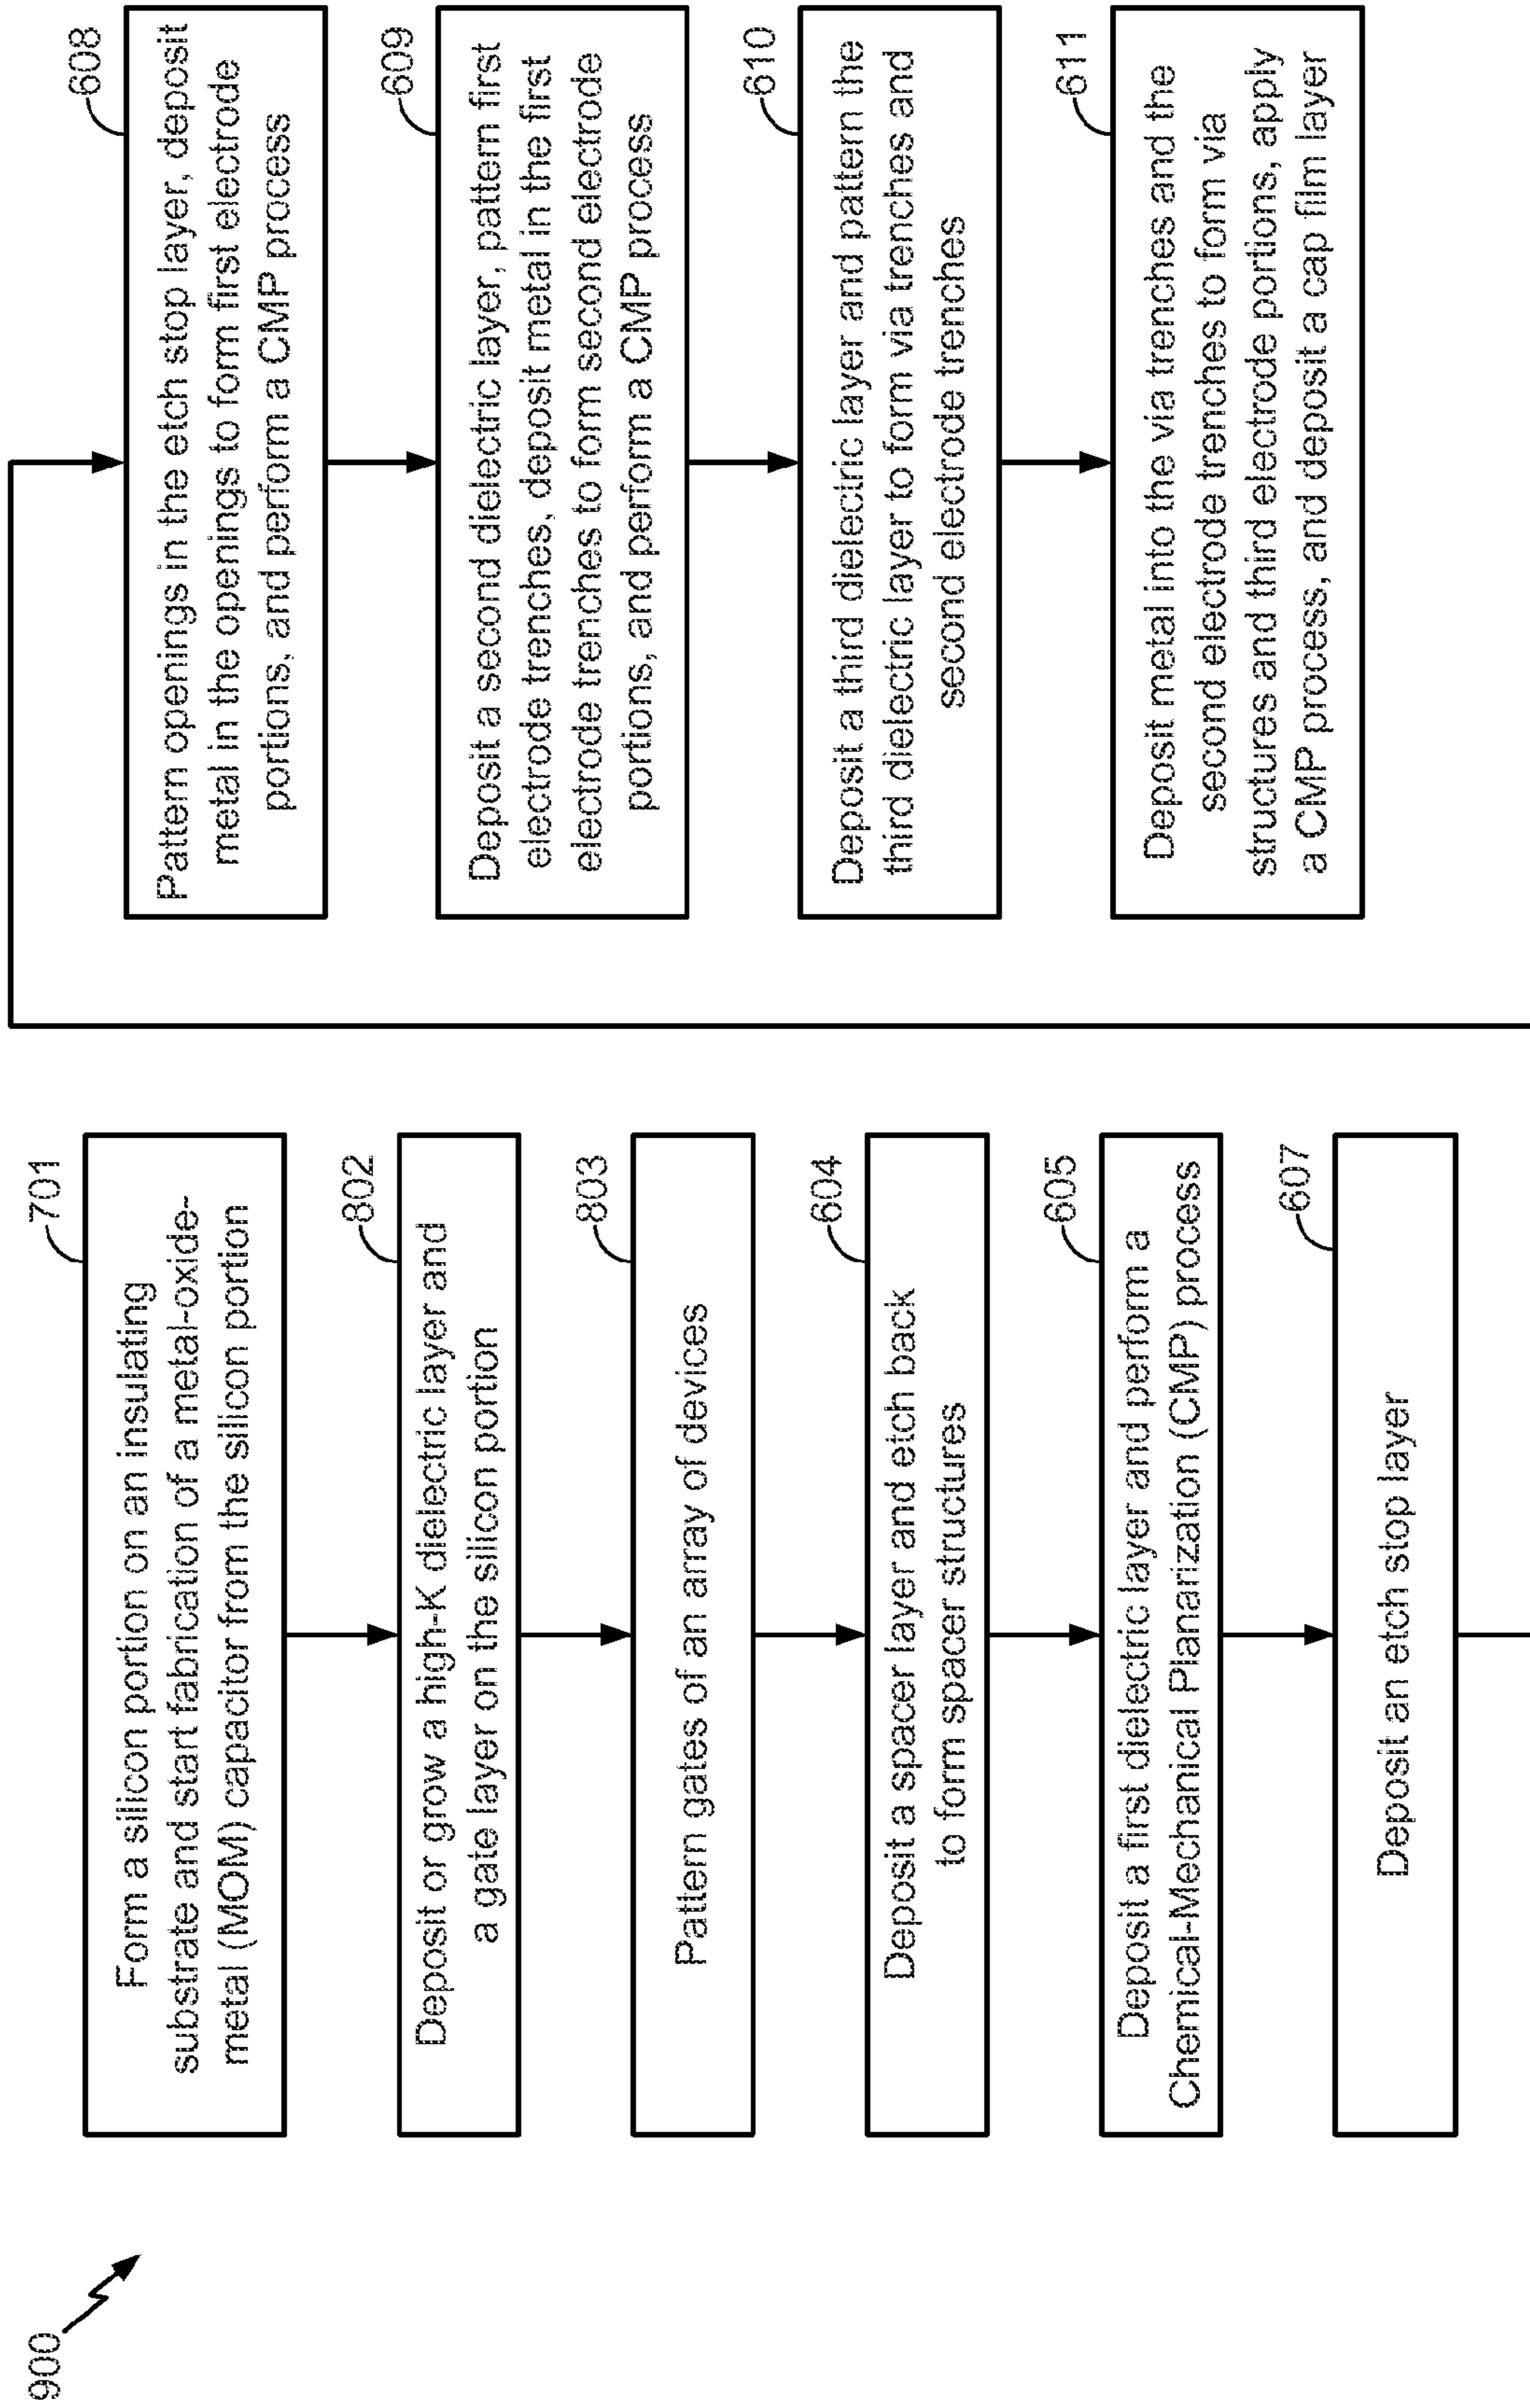 900
701
Form a silicon portion on an insulating
substrate and start fabrication of a metal-oxide-
metal (MOM) capacitor from the silicon portion
802
Deposit or grow a high-K dielectric layer and
a gate layer on the silicon portion
803
Pattern gates of an array of devices
604
Deposit a spacer layer and etch back
to form spacer structures
605
Deposit a first dielectric layer and perform a
Chemical-Mechanical Planarization (CMP) process
607
Deposit an etch stop layer
608
Pattern openings in the etch stop layer, deposit
metal in the openings to form first electrode
portions, and perform a CMP process
609
Deposit a second dielectric layer, pattern first
electrode trenches, deposit metal in the first
electrode trenches to form second electrode
portions, and perform a CMP process
610
Deposit a third dielectric layer and pattern the
third dielectric layer to form via trenches and
second electrode trenches
611
Deposit metal into the via trenches and the
second electrode trenches to form via
structures and third electrode portions, apply
a CMP process, and deposit a cap film layer